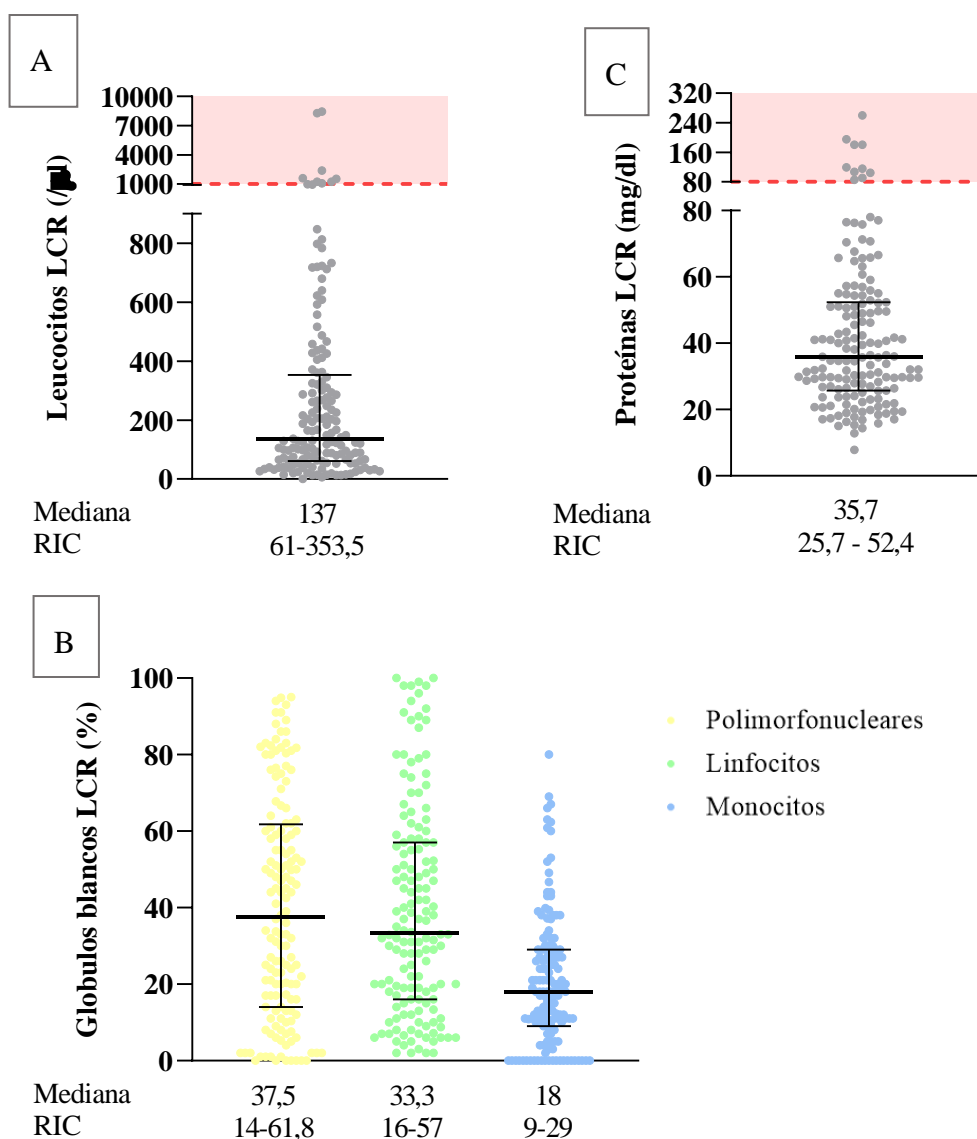 A
10000
7000
4000
1000
800
600
400
200
0
Leucocitos LCR (/
l)
Mediana 137
RIC 61-353,5
C
320
240
160
80
80
60
40
20
0
Protéínas LCR (mg/dl)
Mediana 35,7
RIC 25,7 - 52,4
B
100
80
60
40
20
0
Globulos blancos LCR (%)
Polimorfonucleares
Linfocitos
Monocitos
Mediana 37,5 33,3 18
RIC 14-61,8 16-57 9-29